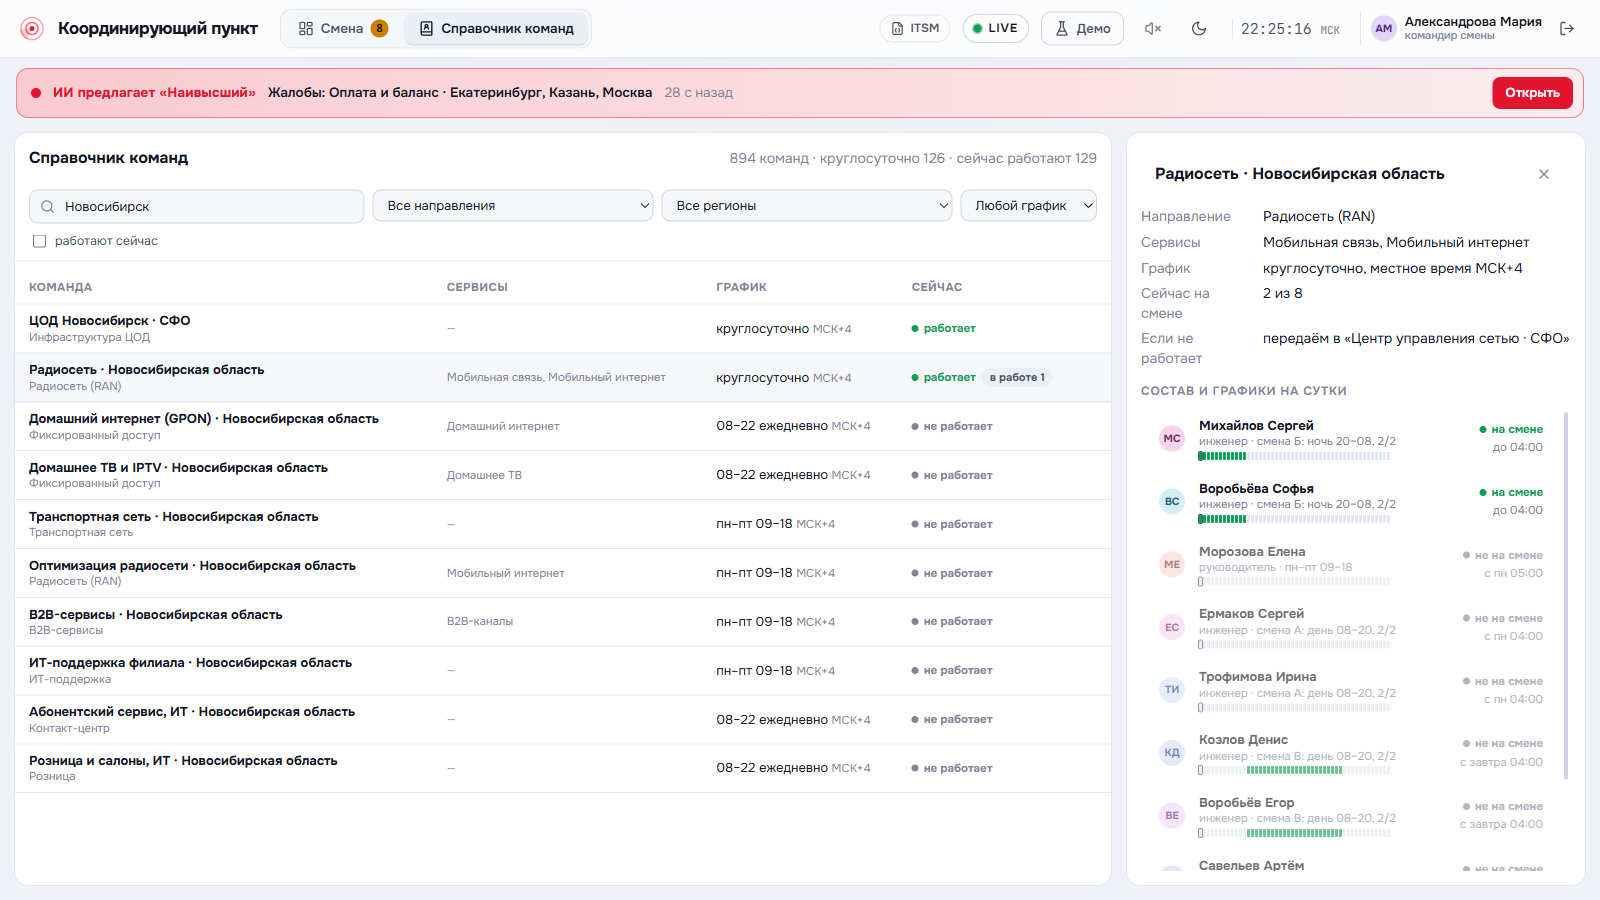 Координирующий пункт
Смена 8
Справочник команд
ITSM
LIVE
Демо
22:25:16 МСК
АМ
Александрова Мария
командир смены
ИИ предлагает «Наивысший» Жалобы: Оплата и баланс · Екатеринбург, Казань, Москва 28 с назад
Открыть
Справочник команд
894 команд · круглосуточно 126 · сейчас работают 129
Новосибирск
Все направления
Все регионы
Любой график
работают сейчас
КОМАНДА СЕРВИСЫ ГРАФИК СЕЙЧАС
ЦОД Новосибирск · СФО
Инфраструктура ЦОД
– круглосуточно МСК+4 работает
Радиосеть · Новосибирская область
Радиосеть (RAN)
Мобильная связь, Мобильный интернет круглосуточно МСК+4 работает в работе 1
Домашний интернет (GPON) · Новосибирская область
Фиксированный доступ
Домашний интернет 08–22 ежедневно МСК+4 не работает
Домашнее ТВ и IPTV · Новосибирская область
Фиксированный доступ
Домашнее ТВ 08–22 ежедневно МСК+4 не работает
Транспортная сеть · Новосибирская область
Транспортная сеть
– пн–пт 09–18 МСК+4 не работает
Оптимизация радиосети · Новосибирская область
Радиосеть (RAN)
Мобильный интернет пн–пт 09–18 МСК+4 не работает
B2B-сервисы · Новосибирская область
B2B-сервисы
B2B-каналы пн–пт 09–18 МСК+4 не работает
ИТ-поддержка филиала · Новосибирская область
ИТ-поддержка
– пн–пт 09–18 МСК+4 не работает
Абонентский сервис, ИТ · Новосибирская область
Контакт-центр
– 08–22 ежедневно МСК+4 не работает
Розница и салоны, ИТ · Новосибирская область
Розница
– 08–22 ежедневно МСК+4 не работает
Радиосеть · Новосибирская область
Направление Радиосеть (RAN)
Сервисы Мобильная связь, Мобильный интернет
График круглосуточно, местное время МСК+4
Сейчас на смене 2 из 8
Если не работает передаём в «Центр управления сетью · СФО»
СОСТАВ И ГРАФИКИ НА СУТКИ
МС Михайлов Сергей на смене
инженер · смена Б: ночь 20–08, 2/2 до 04:00
ВС Воробьёва Софья на смене
инженер · смена Б: ночь 20–08, 2/2 до 04:00
МЕ Морозова Елена не на смене
руководитель · пн–пт 09–18 с пн 05:00
ЕС Ермаков Сергей не на смене
инженер · смена А: день 08–20, 2/2 с пн 04:00
ТИ Трофимова Ирина не на смене
инженер · смена А: день 08–20, 2/2 с пн 04:00
КД Козлов Денис не на смене
инженер · смена В: день 08–20, 2/2 с завтра 04:00
ВЕ Воробьёв Егор не на смене
инженер · смена В: день 08–20, 2/2 с завтра 04:00
Савельев Артём не на смене